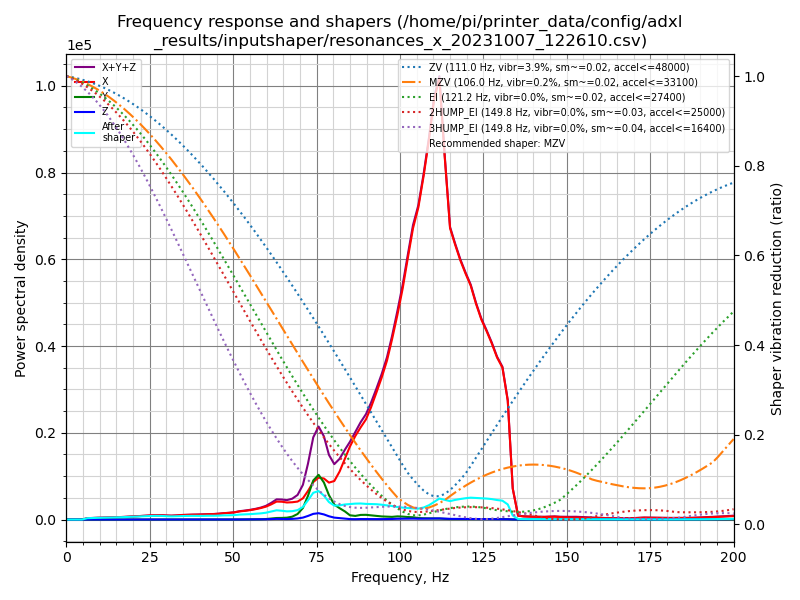 Frequency response and shapers (/home/pi/printer_data/config/adxl
_results/inputshaper/resonances_x_20231007_122610.csv)
1e5
X+Y+Z
X
Y
Z
After
shaper
ZV (111.0 Hz, vibr=3.9%, sm~=0.02, accel<=48000)
MZV (106.0 Hz, vibr=0.2%, sm~=0.02, accel<=33100)
EI (121.2 Hz, vibr=0.0%, sm~=0.02, accel<=27400)
2HUMP_EI (149.8 Hz, vibr=0.0%, sm~=0.03, accel<=25000)
3HUMP_EI (149.8 Hz, vibr=0.0%, sm~=0.04, accel<=16400)
Recommended shaper: MZV
Power spectral density
1.0
0.8
0.6
0.4
0.2
0.0
Shaper vibration reduction (ratio)
1.0
0.8
0.6
0.4
0.2
0.0
0 25 50 75 100 125 150 175 200
Frequency, Hz